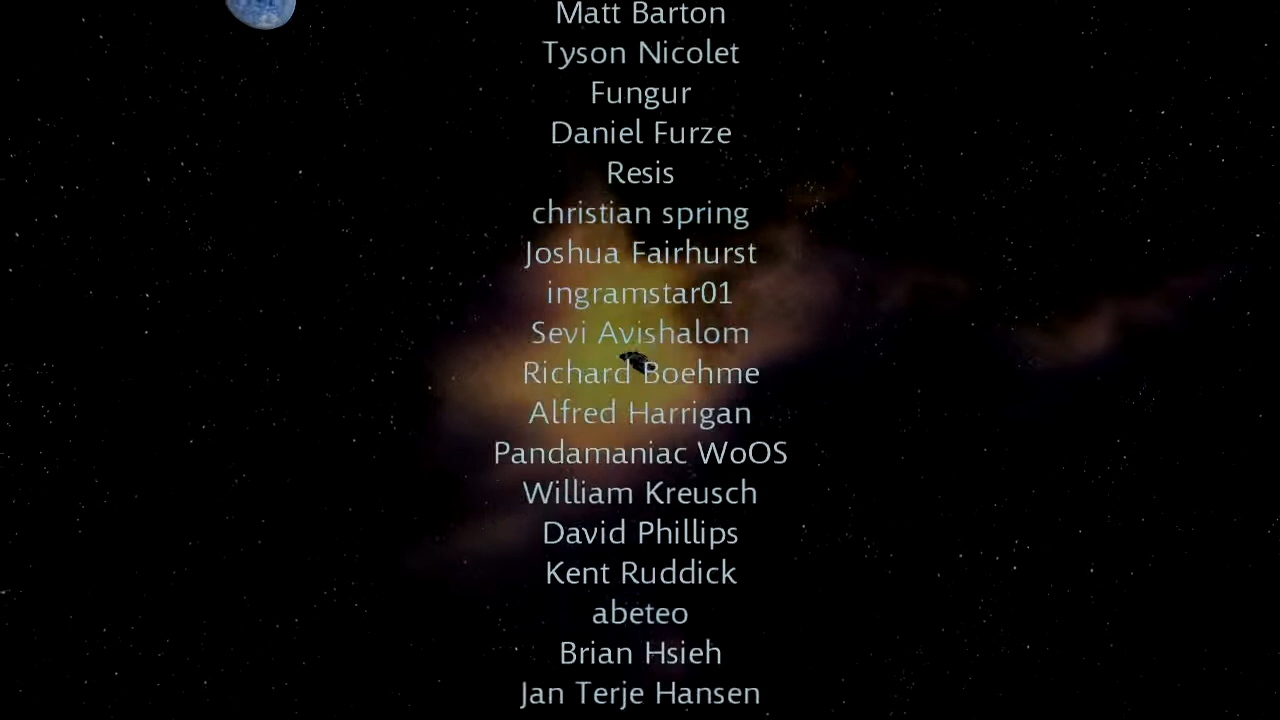 Matt Barton
Tyson Nicolet
Fungur
Daniel Furze
Resis
christian spring
Joshua Fairhurst
ingramstar01
Sevi Avishalom
Richard Boehme
Alfred Harrigan
Pandamaniac WoOS
William Kreusch
David Phillips
Kent Ruddick
abeteo
Brian Hsieh
Jan Terje Hansen